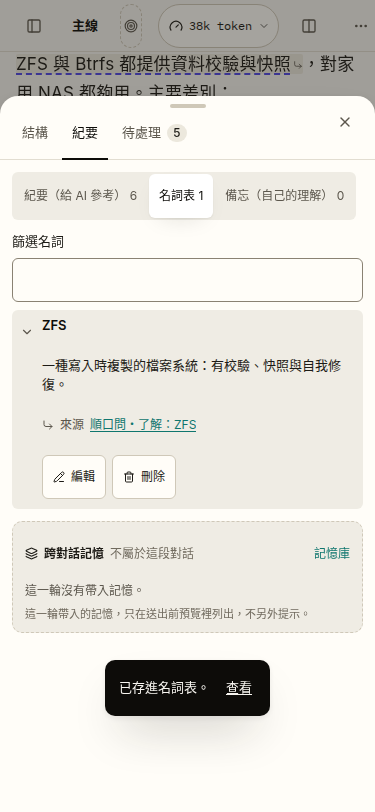 主線
38k token
ZFS 與 Btrfs 都提供資料校驗與快照，對家
用 NAS 都夠用。主要差別：
結構
紀要
待處理 5
紀要（給 AI 參考） 6
名詞表 1
備忘（自己的理解） 0
篩選名詞
ZFS
一種寫入時複製的檔案系統：有校驗、快照與自我修
復。
來源 順口問・了解：ZFS
編輯
刪除
跨對話記憶 不屬於這段對話
記憶庫
這一輪沒有帶入記憶。
這一輪帶入的記憶，只在送出前預覽裡列出，不另外提示。
已存進名詞表。 查看